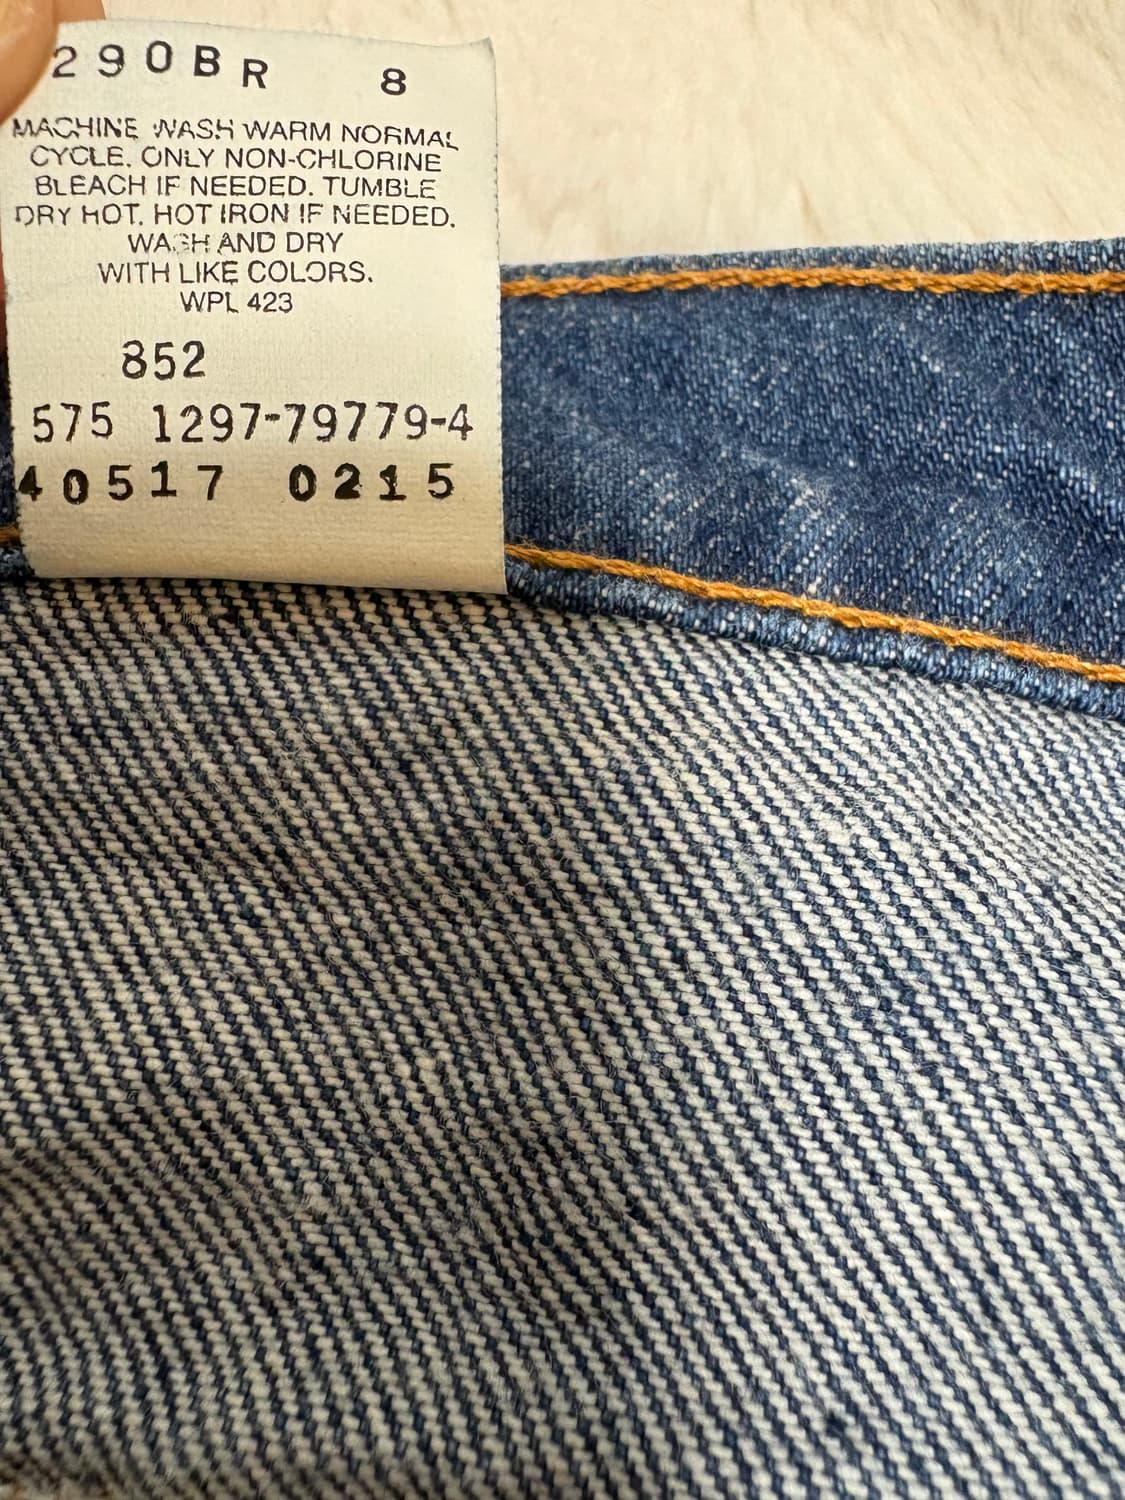 290BR 8
MACHINE WASH WARM NORMAL
CYCLE. ONLY NON-CHLORINE
BLEACH IF NEEDED. TUMBLE
DRY HOT. HOT IRON IF NEEDED.
WASH AND DRY
WITH LIKE COLORS.
WPL 423
852
575 1297-79779-4
40517 0215